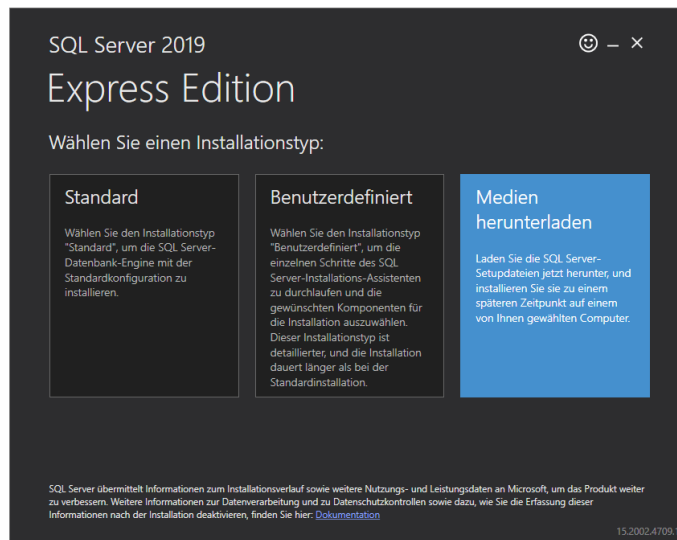 SQL Server 2019
Express Edition
Wählen Sie einen Installationstyp:
Standard
Wählen Sie den Installationstyp
"Standard", um die SQL Server-
Datenbank-Engine mit der
Standardkonfiguration zu
installieren.
Benutzerdefiniert
Wählen Sie den Installationstyp
"Benutzerdefiniert", um die
einzelnen Schritte des SQL
Server-Installations-Assistenten
zu durchlaufen und die
gewünschten Komponenten für
die Installation auszuwählen.
Dieser Installationstyp ist
detaillierter, und die Installation
dauert länger als bei der
Standardinstallation.
Medien
herunterladen
Laden Sie die SQL Server-
Setupdateien jetzt herunter, und
installieren Sie sie zu einem
späteren Zeitpunkt auf einem
von Ihnen gewählten Computer.
SQL Server übermittelt Informationen zum Installationsverlauf sowie weitere Nutzungs- und Leistungsdaten an Microsoft, um das Produkt weiter
zu verbessern. Weitere Informationen zur Datenverarbeitung und zu Datenschutzkontrollen sowie dazu, wie Sie die Erfassung dieser
Informationen nach der Installation deaktivieren, finden Sie hier: Dokumentation
15.2002.4709.1